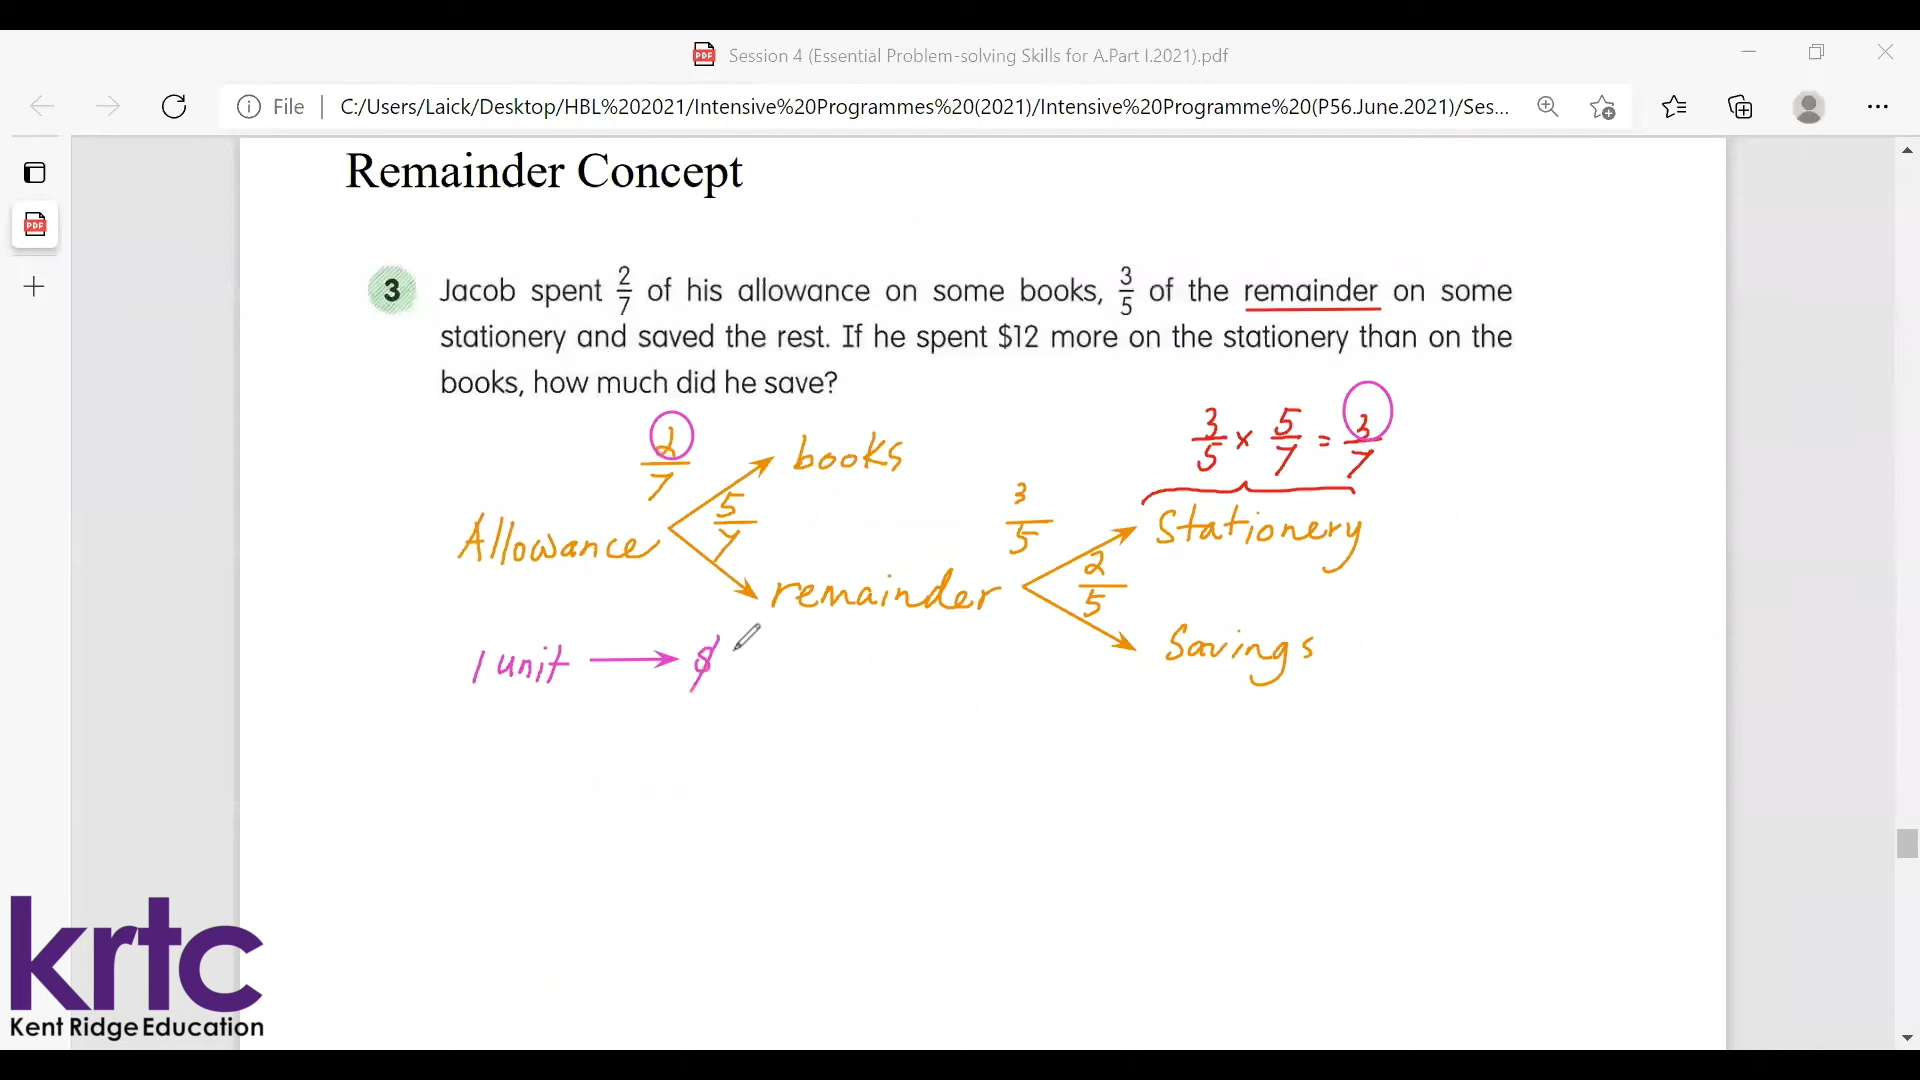 Session 4 (Essential Problem-solving Skills for A.Part I.2021).pdf
File | C:/Users/Laick/Desktop/HBL%202021/Intensive%20Programmes%20(2021)/Intensive%20Programme%20(P56.June.2021)/Ses...
Remainder Concept
3 Jacob spent 2/7 of his allowance on some books, 3/5 of the remainder on some
stationery and saved the rest. If he spent $12 more on the stationery than on the
books, how much did he save?
3/5 × 5/7 = 3/7
2/7 books
5/7
3/5 Stationery
Allowance
2/5
remainder
1 unit → $
Savings
krtc
Kent Ridge Education